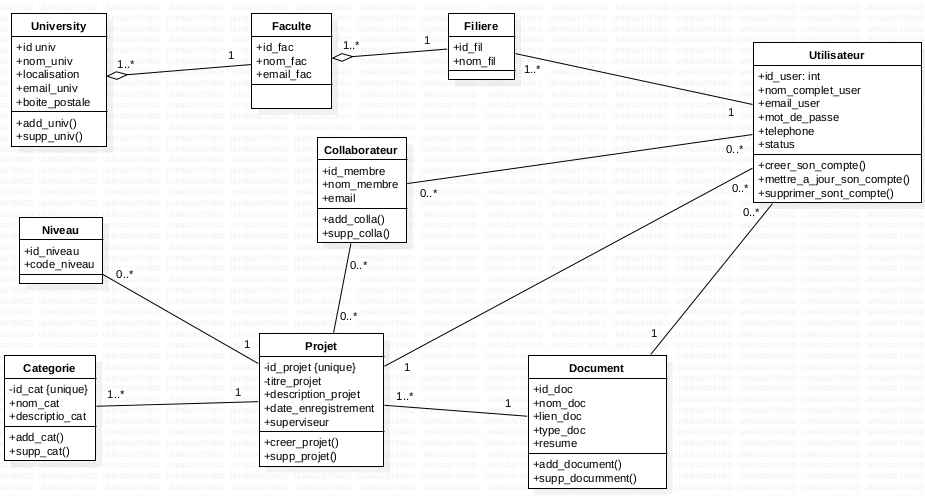 University
+id univ
+nom_univ
+localisation
+email_univ
+boite_postale
+add_univ()
+supp_univ()
1..*
1
Faculte
+id_fac
+nom_fac
+email_fac
1..*
1
Filiere
+id_fil
+nom_fil
1..*
1
Utilisateur
+id_user: int
+nom_complet_user
+email_user
+mot_de_passe
+telephone
+status
+creer_son_compte()
+mettre_a_jour_son_compte()
+supprimer_sont_compte()
Collaborateur
+id_membre
+nom_membre
+email
+add_colla()
+supp_colla()
0..*
0..*
0..*
0..*
0..*
0..*
Niveau
+id_niveau
+code_niveau
0..*
1
Projet
-id_projet {unique}
-titre_projet
+description_projet
+date_enregistrement
+superviseur
+creer_projet()
+supp_projet()
1
1..*
1
1
Categorie
-id_cat {unique}
+nom_cat
+descriptio_cat
+add_cat()
+supp_cat()
1..*
1
Document
+id_doc
+nom_doc
+lien_doc
+type_doc
+resume
+add_document()
+supp_documment()
UNREGISTERED